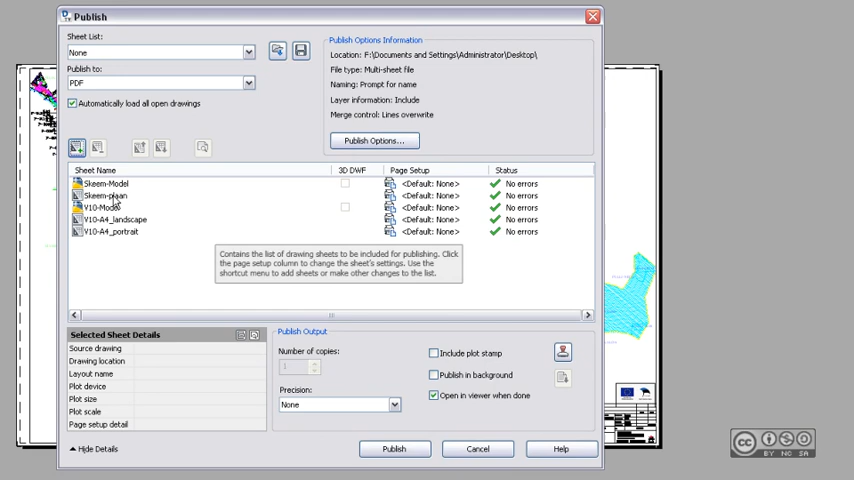 Publish
Sheet List:
None
Publish to:
PDF
Automatically load all open drawings
Publish Options Information
Location: F:\Documents and Settings\Administrator\Desktop\
File type: Multi-sheet file
Naming: Prompt for name
Layer information: Include
Merge control: Lines overwrite
Publish Options...
Sheet Name 3D DWF Page Setup Status
Skeem-Model <Default: None> No errors
Skeem-plaan <Default: None> No errors
V10-Model <Default: None> No errors
V10-A4_landscape <Default: None> No errors
V10-A4_portrait <Default: None> No errors
Contains the list of drawing sheets to be included for publishing. Click
the page setup column to change the sheet's settings. Use the
shortcut menu to add sheets or make other changes to the list.
Selected Sheet Details
Source drawing
Drawing location
Layout name
Plot device
Plot size
Plot scale
Page setup detail
Hide Details
Publish Output
Number of copies:
1
Precision:
None
Include plot stamp
Publish in background
Open in viewer when done
Publish
Cancel
Help
cc
BY NC SA